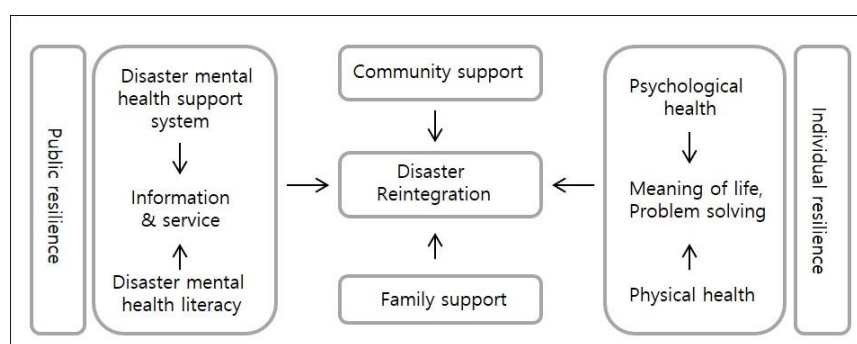 Public resilience
Disaster mental
health support
system
Information
& service
Disaster mental
health literacy
Community support
Disaster
Reintegration
Family support
Psychological
health
Meaning of life,
Problem solving
Physical health
Individual resilience